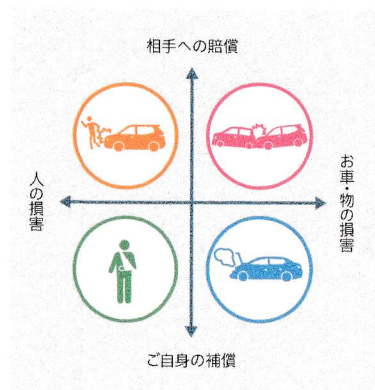 相手への賠償
人の損害
お車・物の損害
ご自身の補償